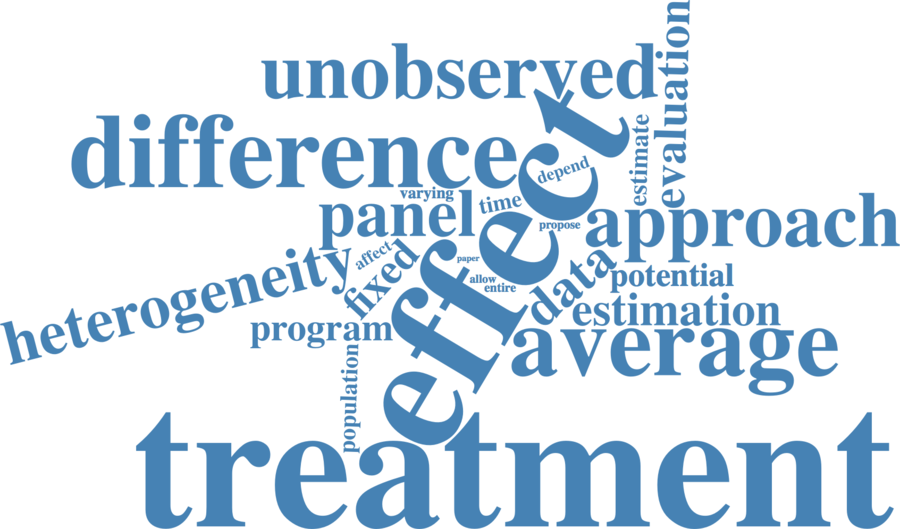 unobserved
evaluation
difference
effect
estimate
depend
varying
time
panel
propose
approach
heterogeneity
affect
fixed
paper
allow
entire
data
potential
estimation
program
average
population
treatment